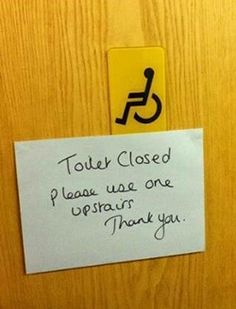 Toilet Closed
Please use one
upstairs
Thank you.